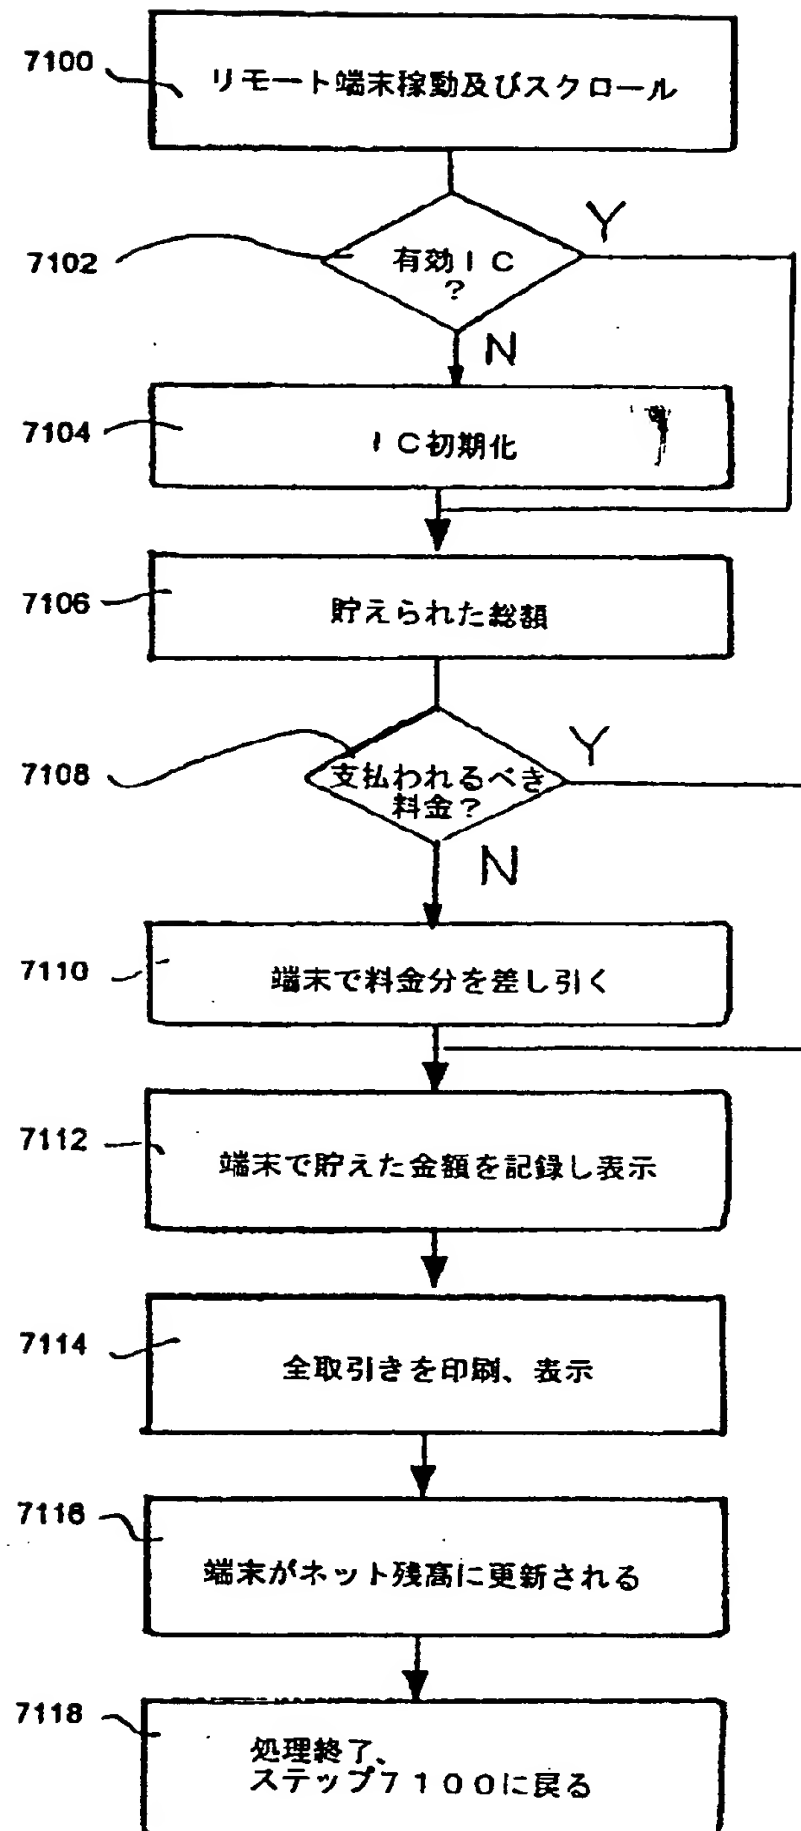 7100
リモート端末稼動及びスクロール
7102
有効IC
?
Y
N
7104
IC初期化
7106
貯えられた総額
7108
支払われるべき
料金?
Y
N
7110
端末で料金分を差し引く
7112
端末で貯えた金額を記録し表示
7114
全取引きを印刷、表示
7116
端末がネット残高に更新される
7118
処理終了、
ステップ7100に戻る